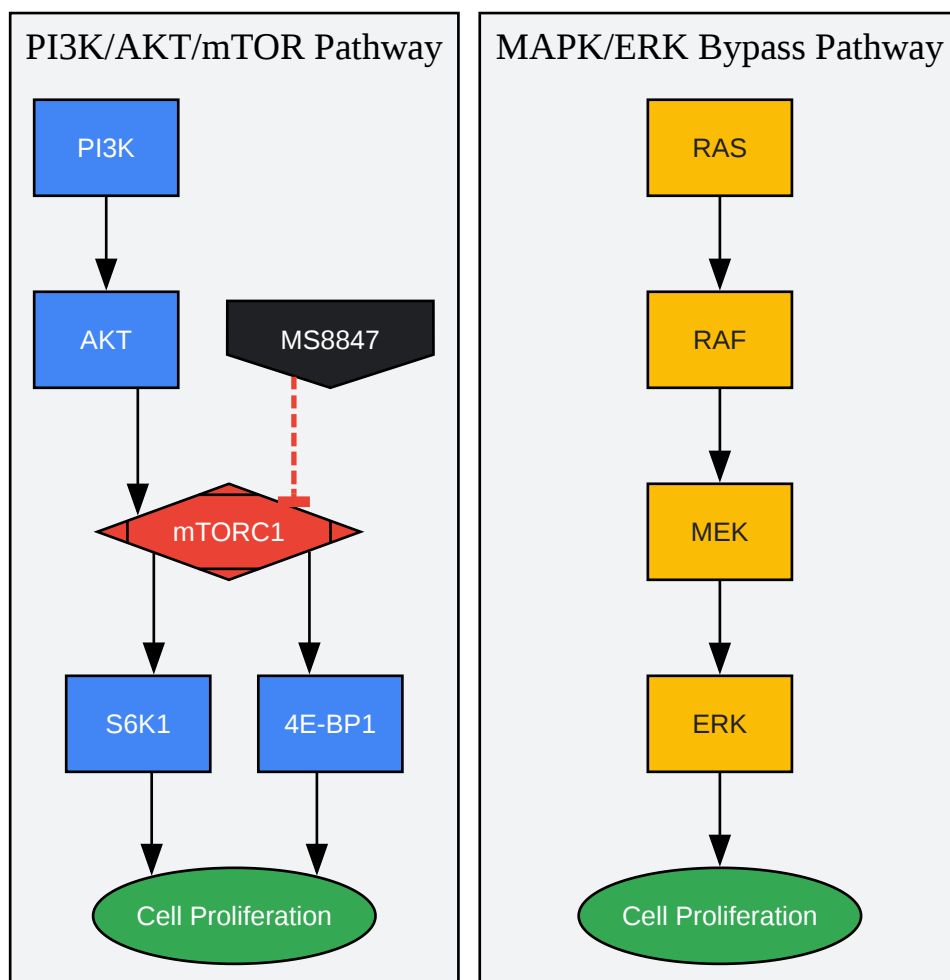 PI3K/AKT/mTOR Pathway
PI3K
AKT
MS8847
mTORC1
S6K1
4E-BP1
Cell Proliferation
MAPK/ERK Bypass Pathway
RAS
RAF
MEK
ERK
Cell Proliferation